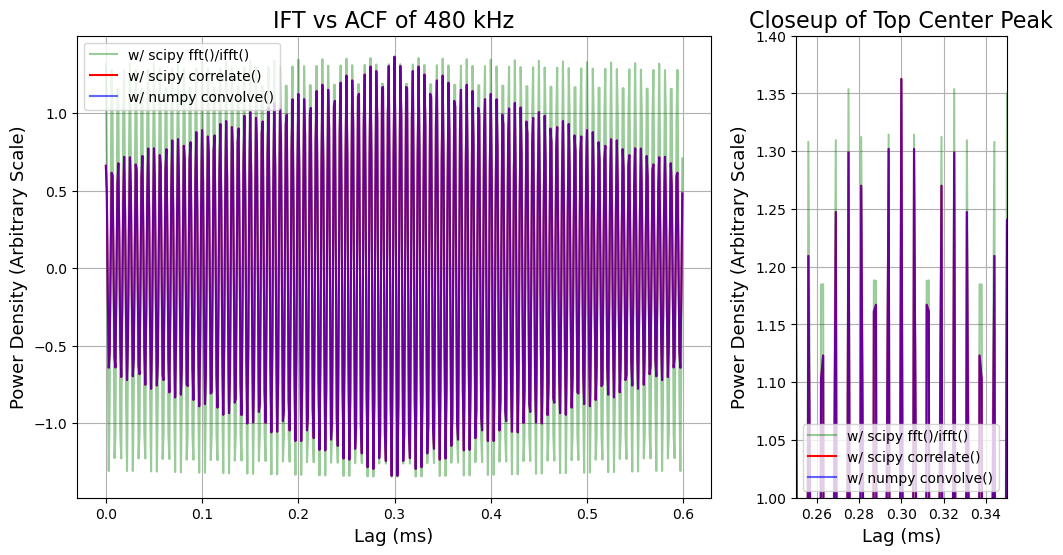 IFT vs ACF of 480 kHz
w/ scipy fft()/ifft()
w/ scipy correlate()
w/ numpy convolve()
Power Density (Arbitrary Scale)
1.0
0.5
0.0
−0.5
−1.0
0.0 0.1 0.2 0.3 0.4 0.5 0.6
Lag (ms)
Closeup of Top Center Peak
Power Density (Arbitrary Scale)
1.40
1.35
1.30
1.25
1.20
1.15
1.10
1.05
1.00
w/ scipy fft()/ifft()
w/ scipy correlate()
w/ numpy convolve()
0.26 0.28 0.30 0.32 0.34
Lag (ms)